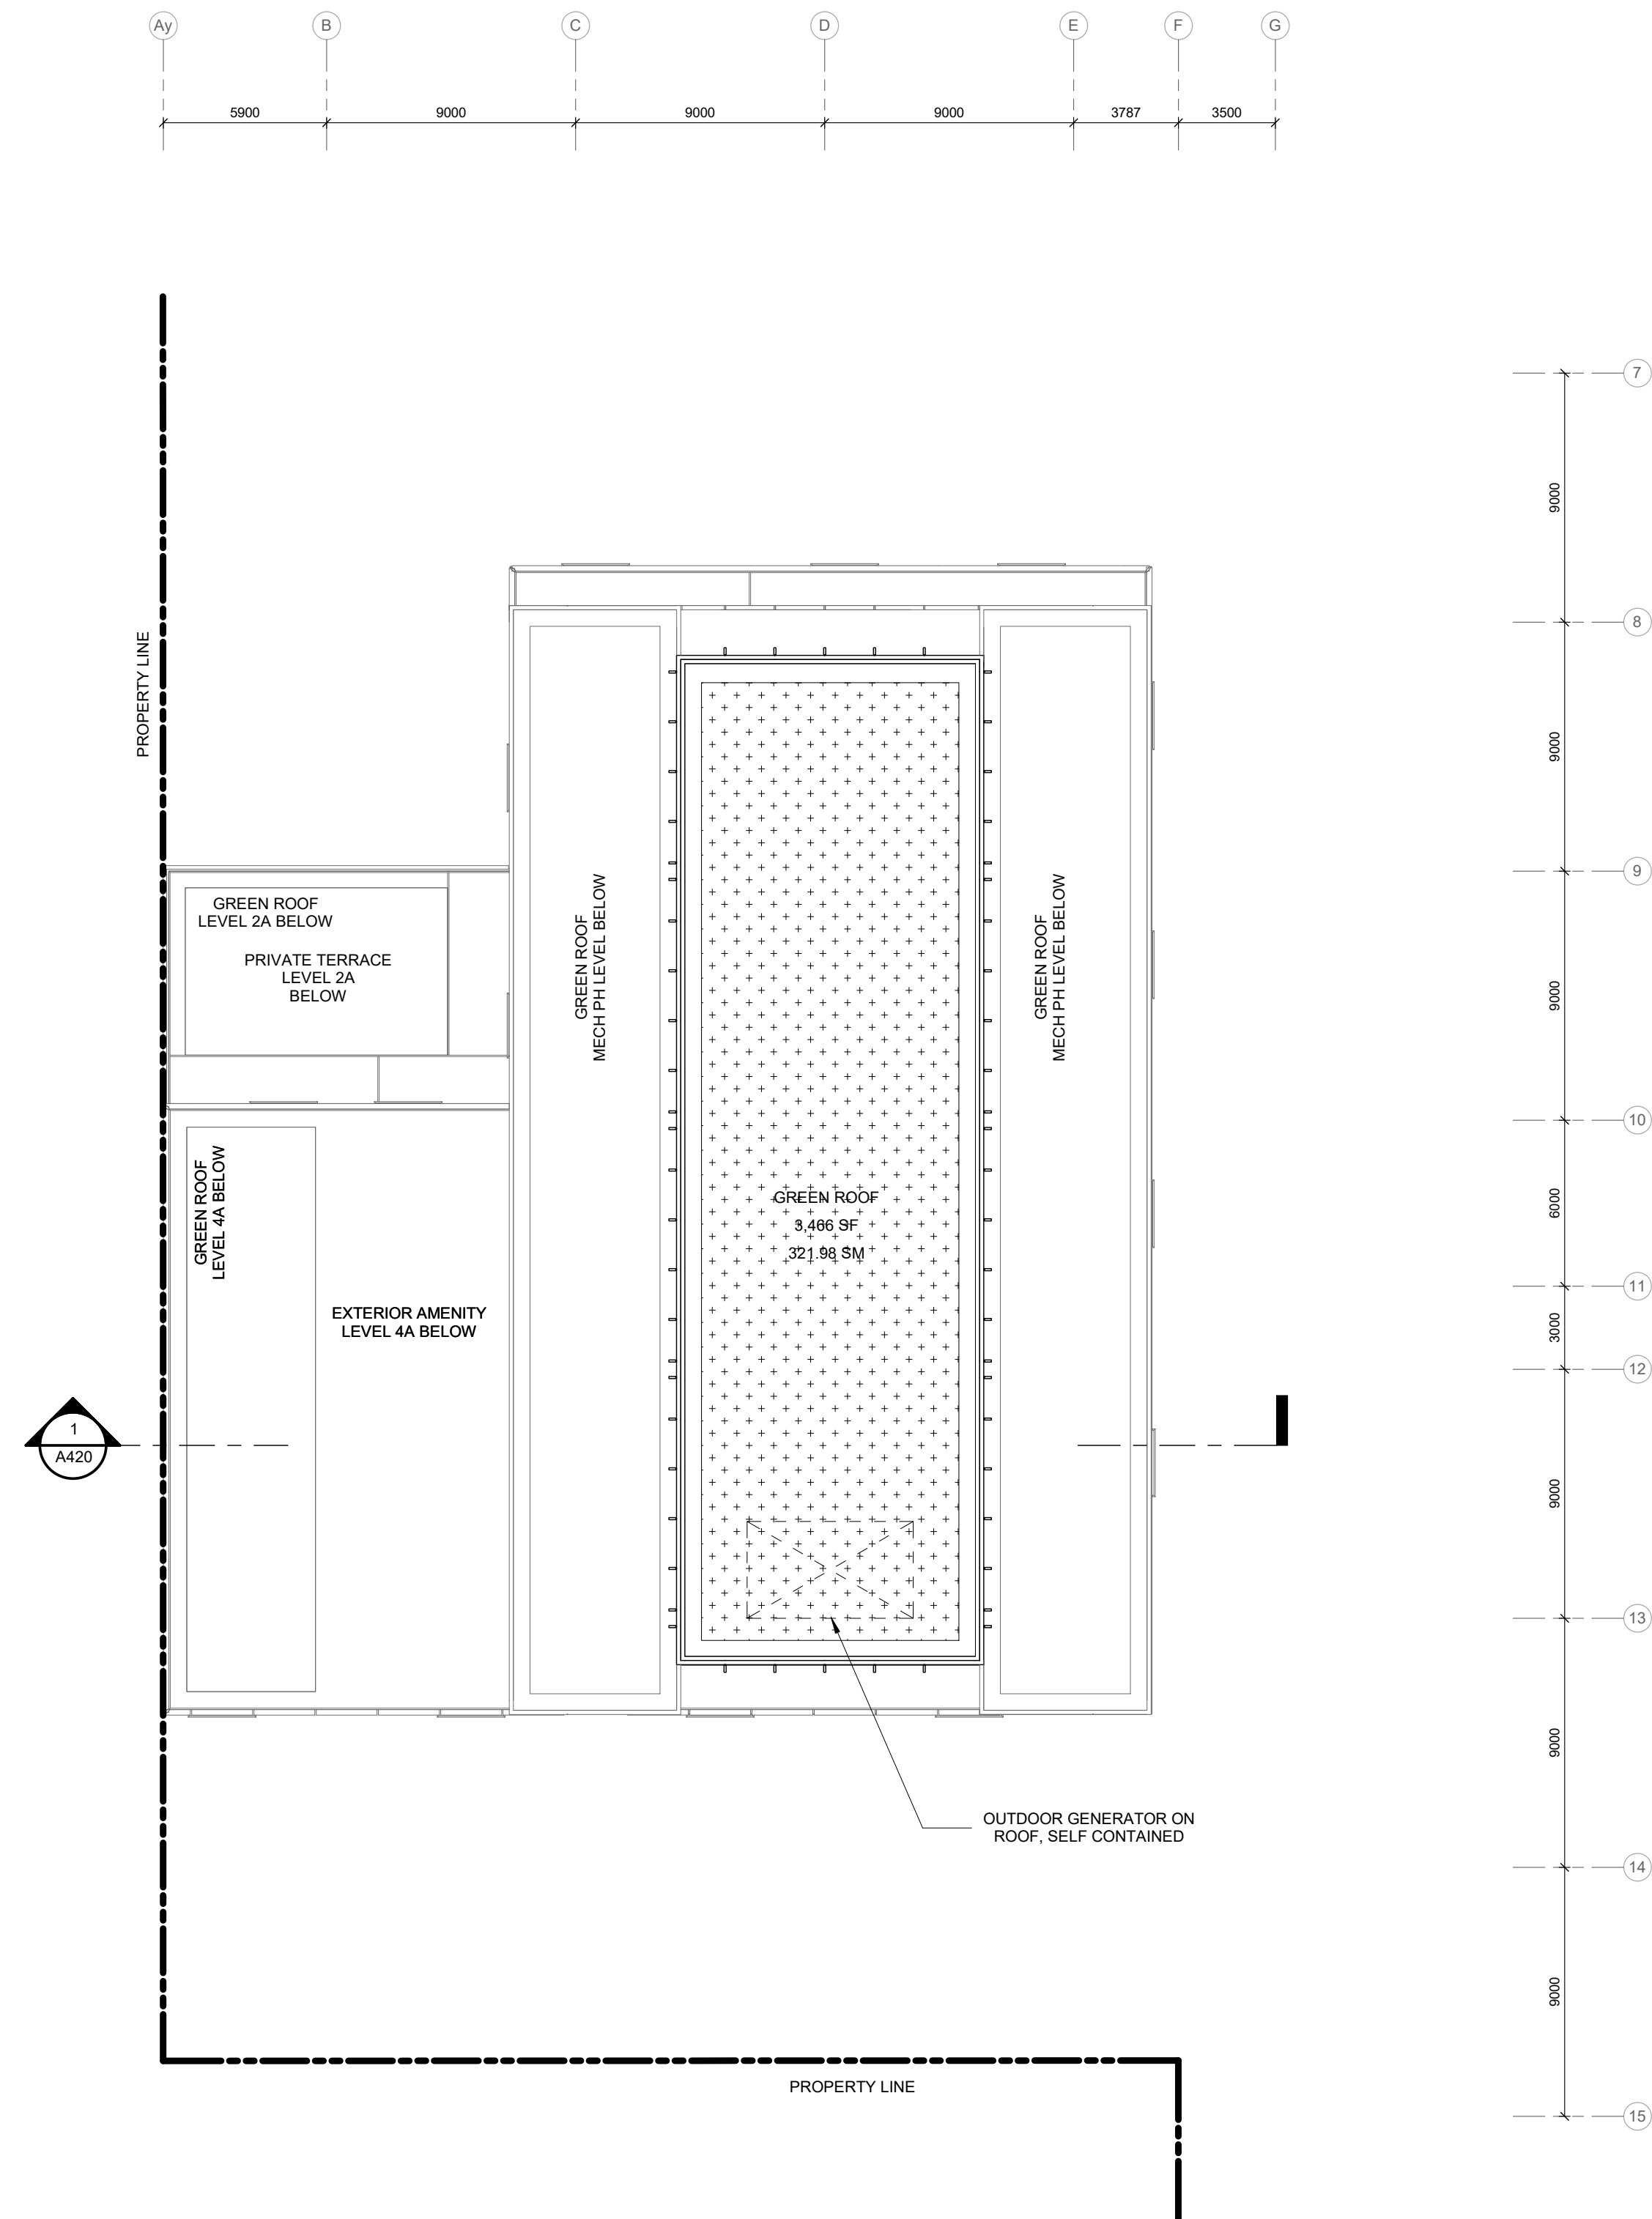 Ay
B
C
D
E
F
G
5900
9000
9000
9000
3787
3500
7
9000
8
PROPERTY LINE
9000
9
GREEN ROOF
LEVEL 2A BELOW
PRIVATE TERRACE
LEVEL 2A
BELOW
GREEN ROOF
MECH PH LEVEL BELOW
GREEN ROOF
MECH PH LEVEL BELOW
9000
10
GREEN ROOF
LEVEL 4A BELOW
GREEN ROOF
3,466 SF
321.98 SM
6000
11
EXTERIOR AMENITY
LEVEL 4A BELOW
3000
12
1
A420
9000
13
9000
OUTDOOR GENERATOR ON
ROOF, SELF CONTAINED
14
9000
PROPERTY LINE
15